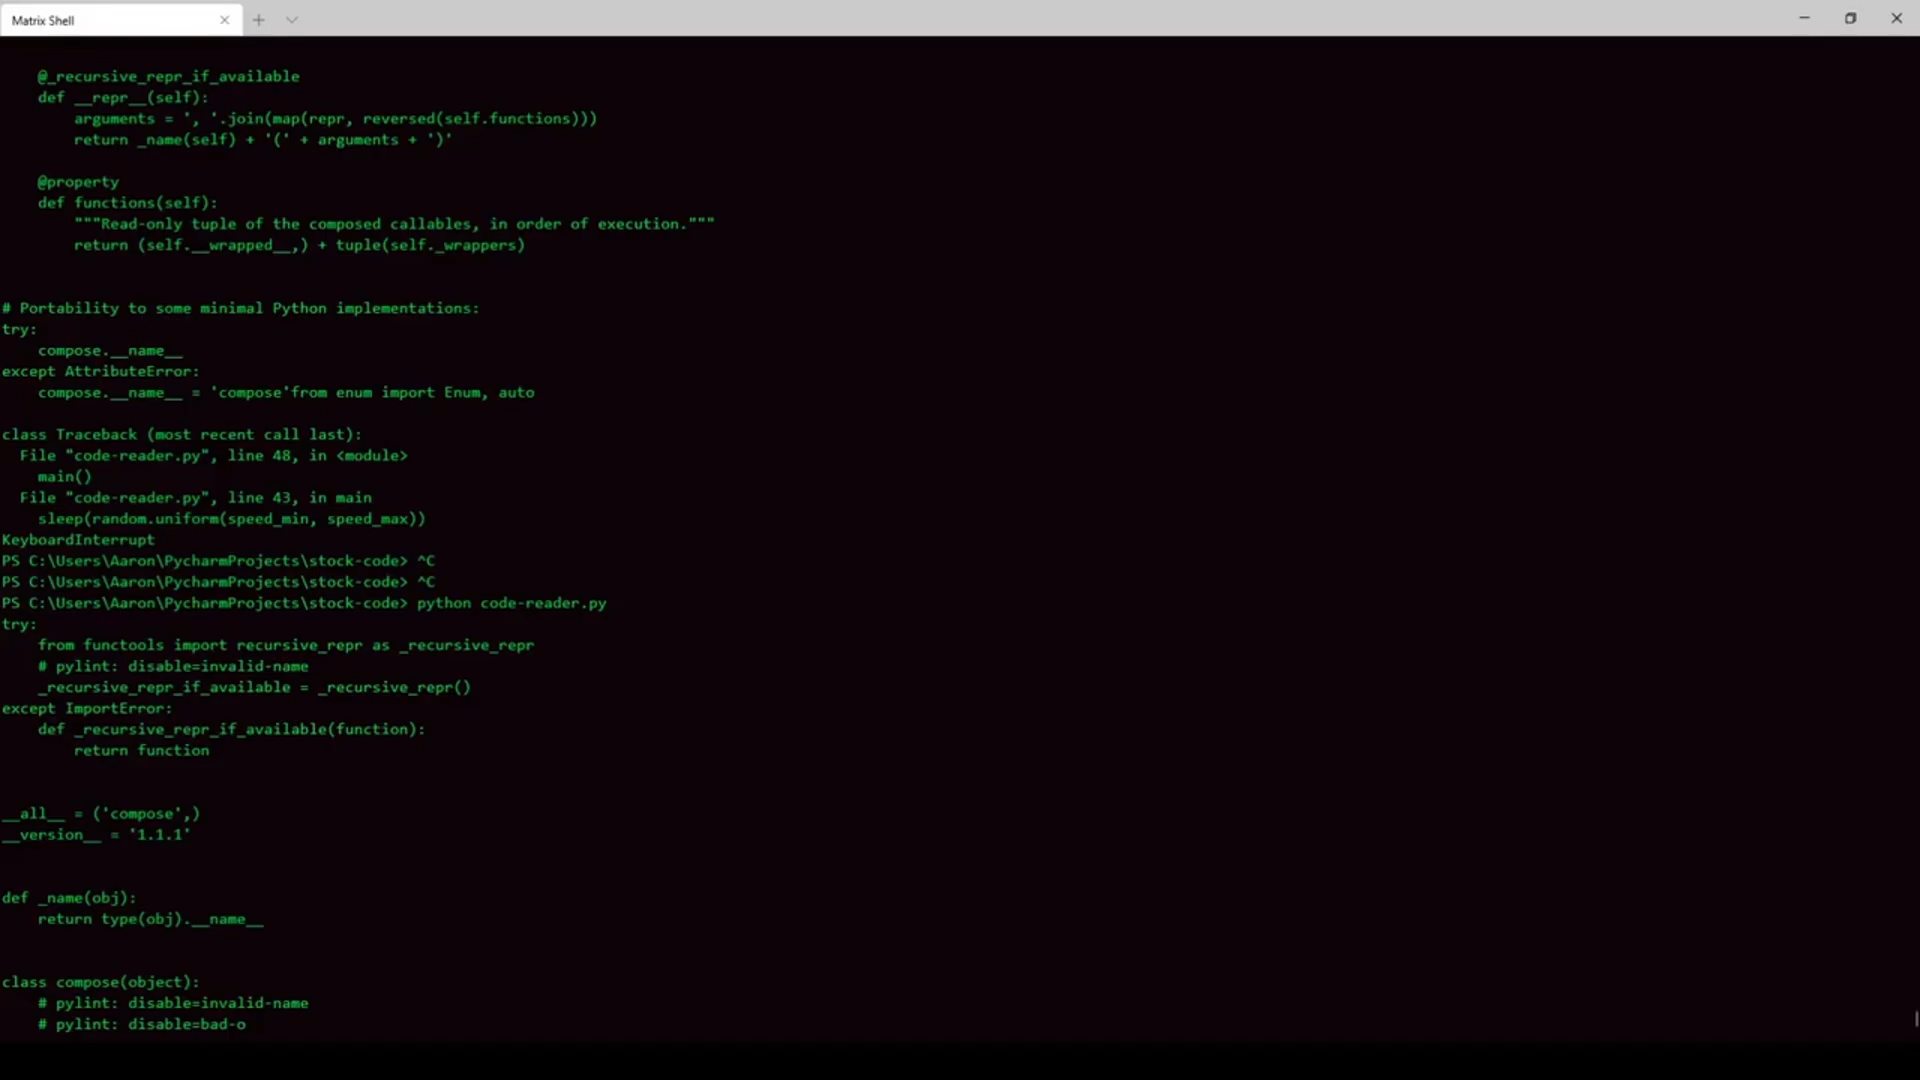 Matrix Shell
@_recursive_repr_if_available
def __repr__(self):
arguments = ', '.join(map(repr, reversed(self.functions)))
return _name(self) + '(' + arguments + ')'
@property
def functions(self):
"""Read-only tuple of the composed callables, in order of execution."""
return (self.__wrapped__,) + tuple(self._wrappers)
# Portability to some minimal Python implementations:
try:
compose.__name__
except AttributeError:
compose.__name__ = 'compose'from enum import Enum, auto
class Traceback (most recent call last):
File "code-reader.py", line 48, in <module>
main()
File "code-reader.py", line 43, in main
sleep(random.uniform(speed_min, speed_max))
KeyboardInterrupt
PS C:\Users\Aaron\PycharmProjects\stock-code> ^C
PS C:\Users\Aaron\PycharmProjects\stock-code> ^C
PS C:\Users\Aaron\PycharmProjects\stock-code> python code-reader.py
try:
from functools import recursive_repr as _recursive_repr
# pylint: disable=invalid-name
_recursive_repr_if_available = _recursive_repr()
except ImportError:
def _recursive_repr_if_available(function):
return function
__all__ = ('compose',)
__version__ = '1.1.1'
def _name(obj):
return type(obj).__name__
class compose(object):
# pylint: disable=invalid-name
# pylint: disable=bad-o